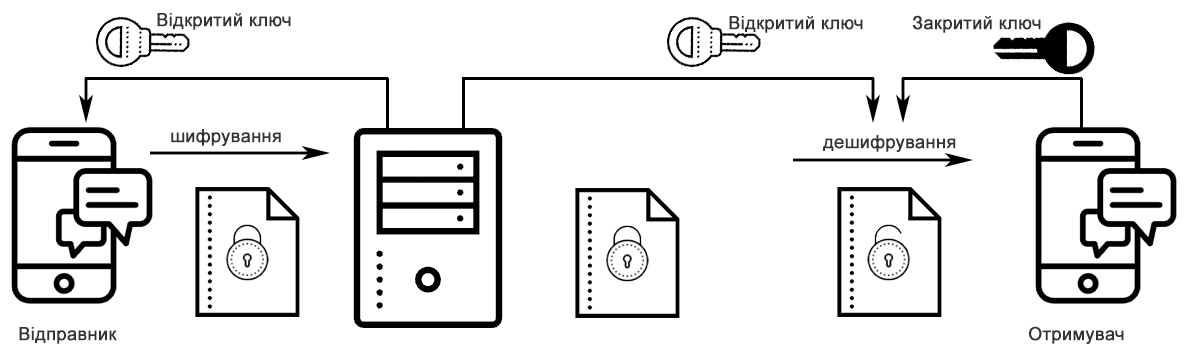 Відкритий ключ
Відкритий ключ
Закритий ключ
шифрування
дешифрування
Відправник
Отримувач